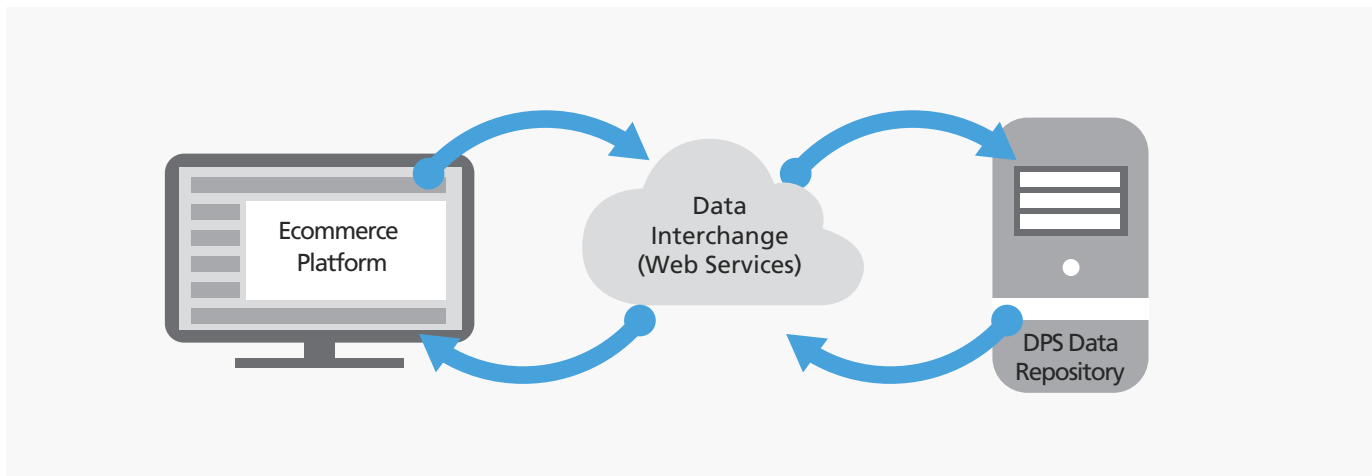 Ecommerce
Platform
Data
Interchange
(Web Services)
DPS Data
Repository